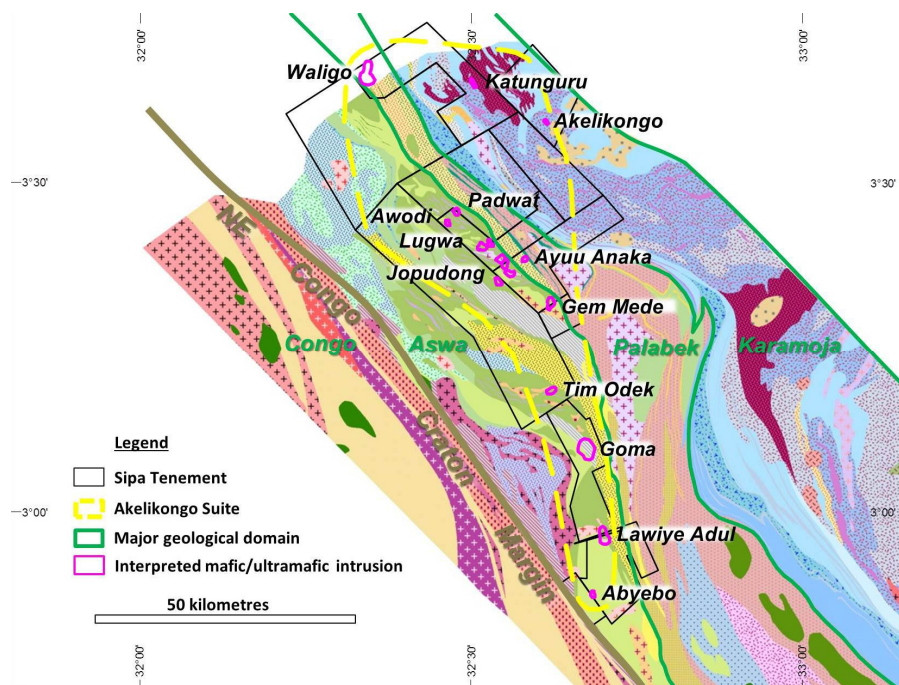 32°00'
32°30'
33°00'
Waligo
Katunguru
Akelikongo
3°30'
3°30'
Padwat
Awodi
Lugwa
Ayuu Anaka
Jopudong
Gem Mede
NE Congo Craton Margin
Congo
Aswa
Palabek
Karamoja
Tim Odek
Goma
Legend
Sipa Tenement
Akelikongo Suite
Major geological domain
Interpreted mafic/ultramafic intrusion
3°00'
3°00'
Lawiye Adul
Abyebo
50 kilometres
32°00'
32°30'
33°00'